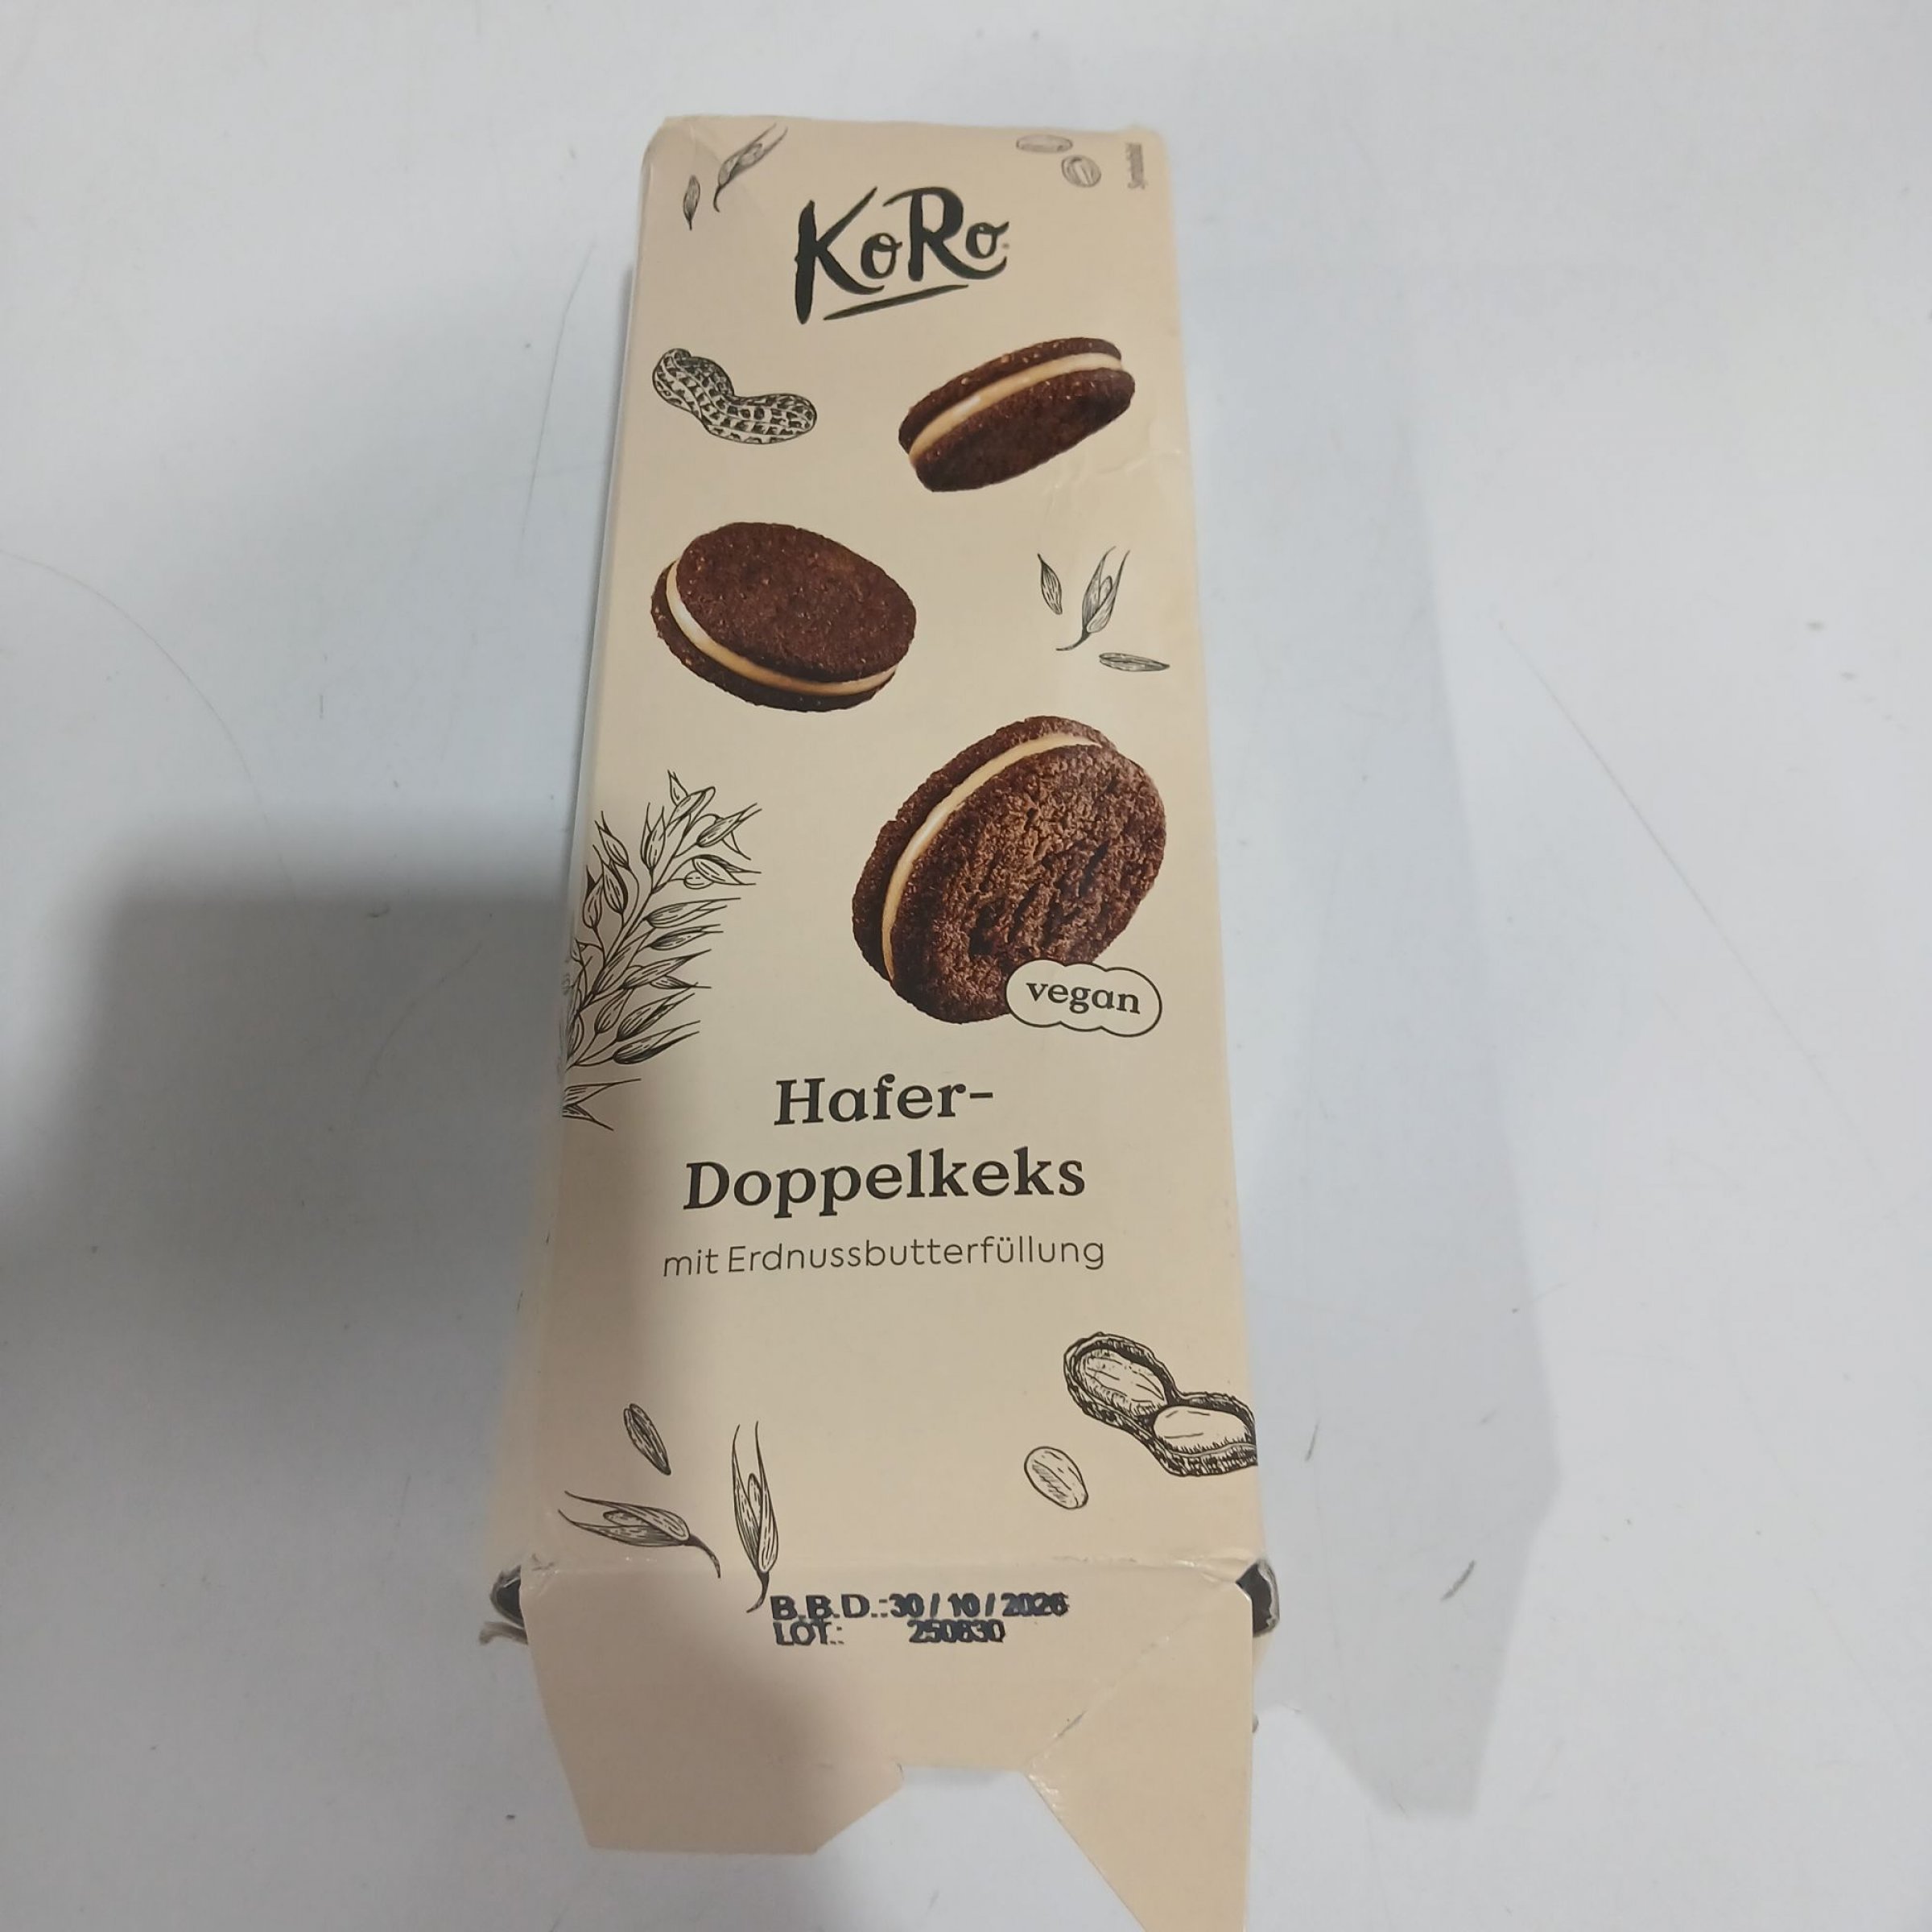 KoRo
vegan
Hafer-
Doppelkeks
mit Erdnussbutterfüllung
B.B.D.:30/10/2026
LOT.: 250830